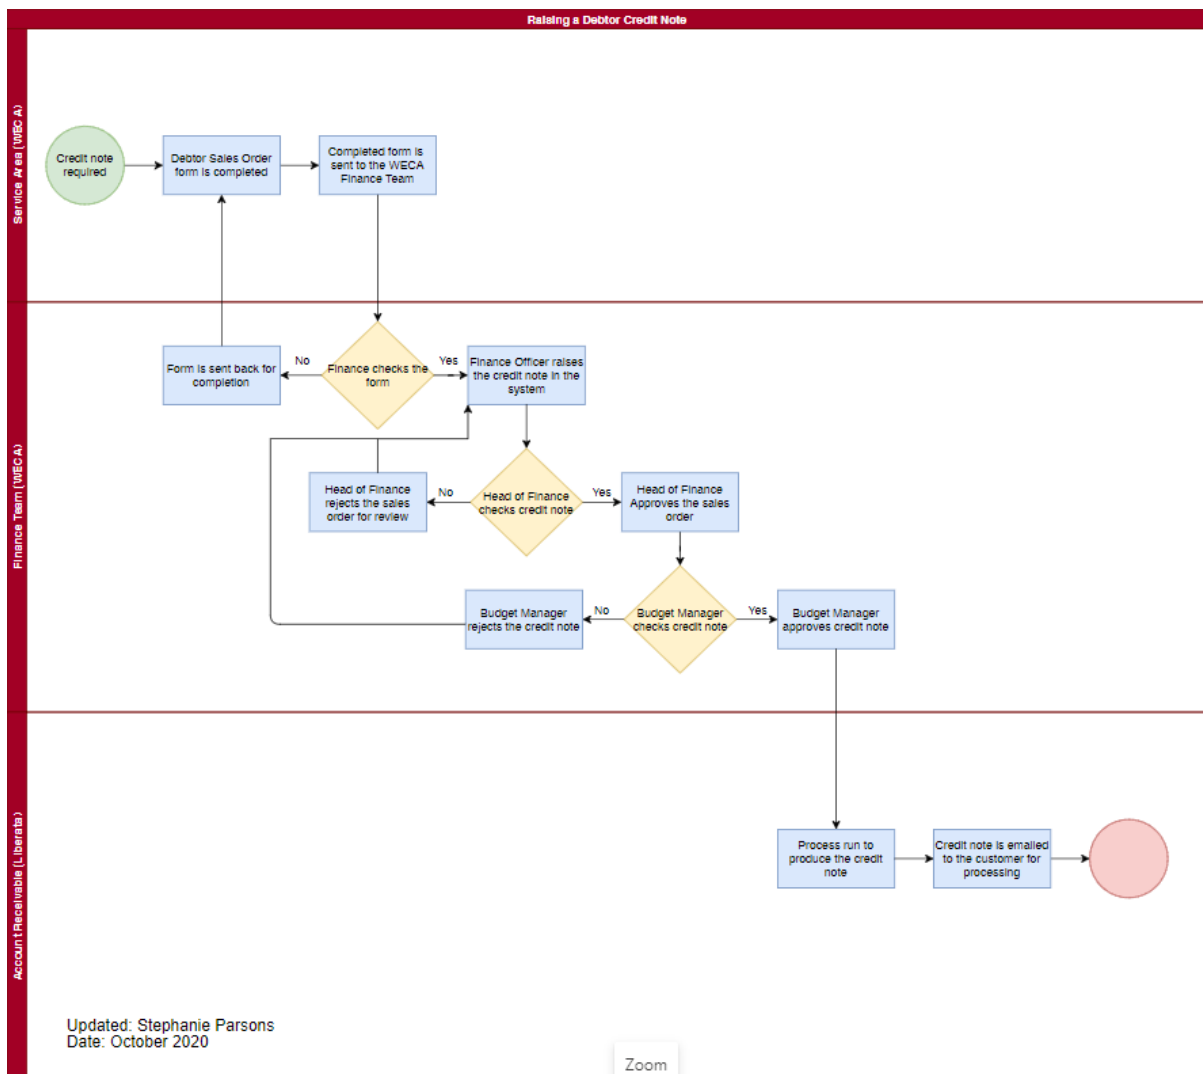 Raising a Debtor Credit Note
Service Area (WECA)
Credit note
required
Debtor Sales Order
form is completed
Completed form is
sent to the WECA
Finance Team
Finance Team (WECA)
Form is sent back for
completion
No
Finance checks the
form
Yes
Finance Officer raises
the credit note in the
system
Head of Finance
rejects the sales
order for review
No
Head of Finance
checks credit note
Yes
Head of Finance
Approves the sales
order
Budget Manager
rejects the credit note
No
Budget Manager
checks credit note
Yes
Budget Manager
approves credit note
Account Receivable (Liberata)
Process run to
produce the credit
note
Credit note is emailed
to the customer for
processing
Updated: Stephanie Parsons
Date: October 2020
Zoom